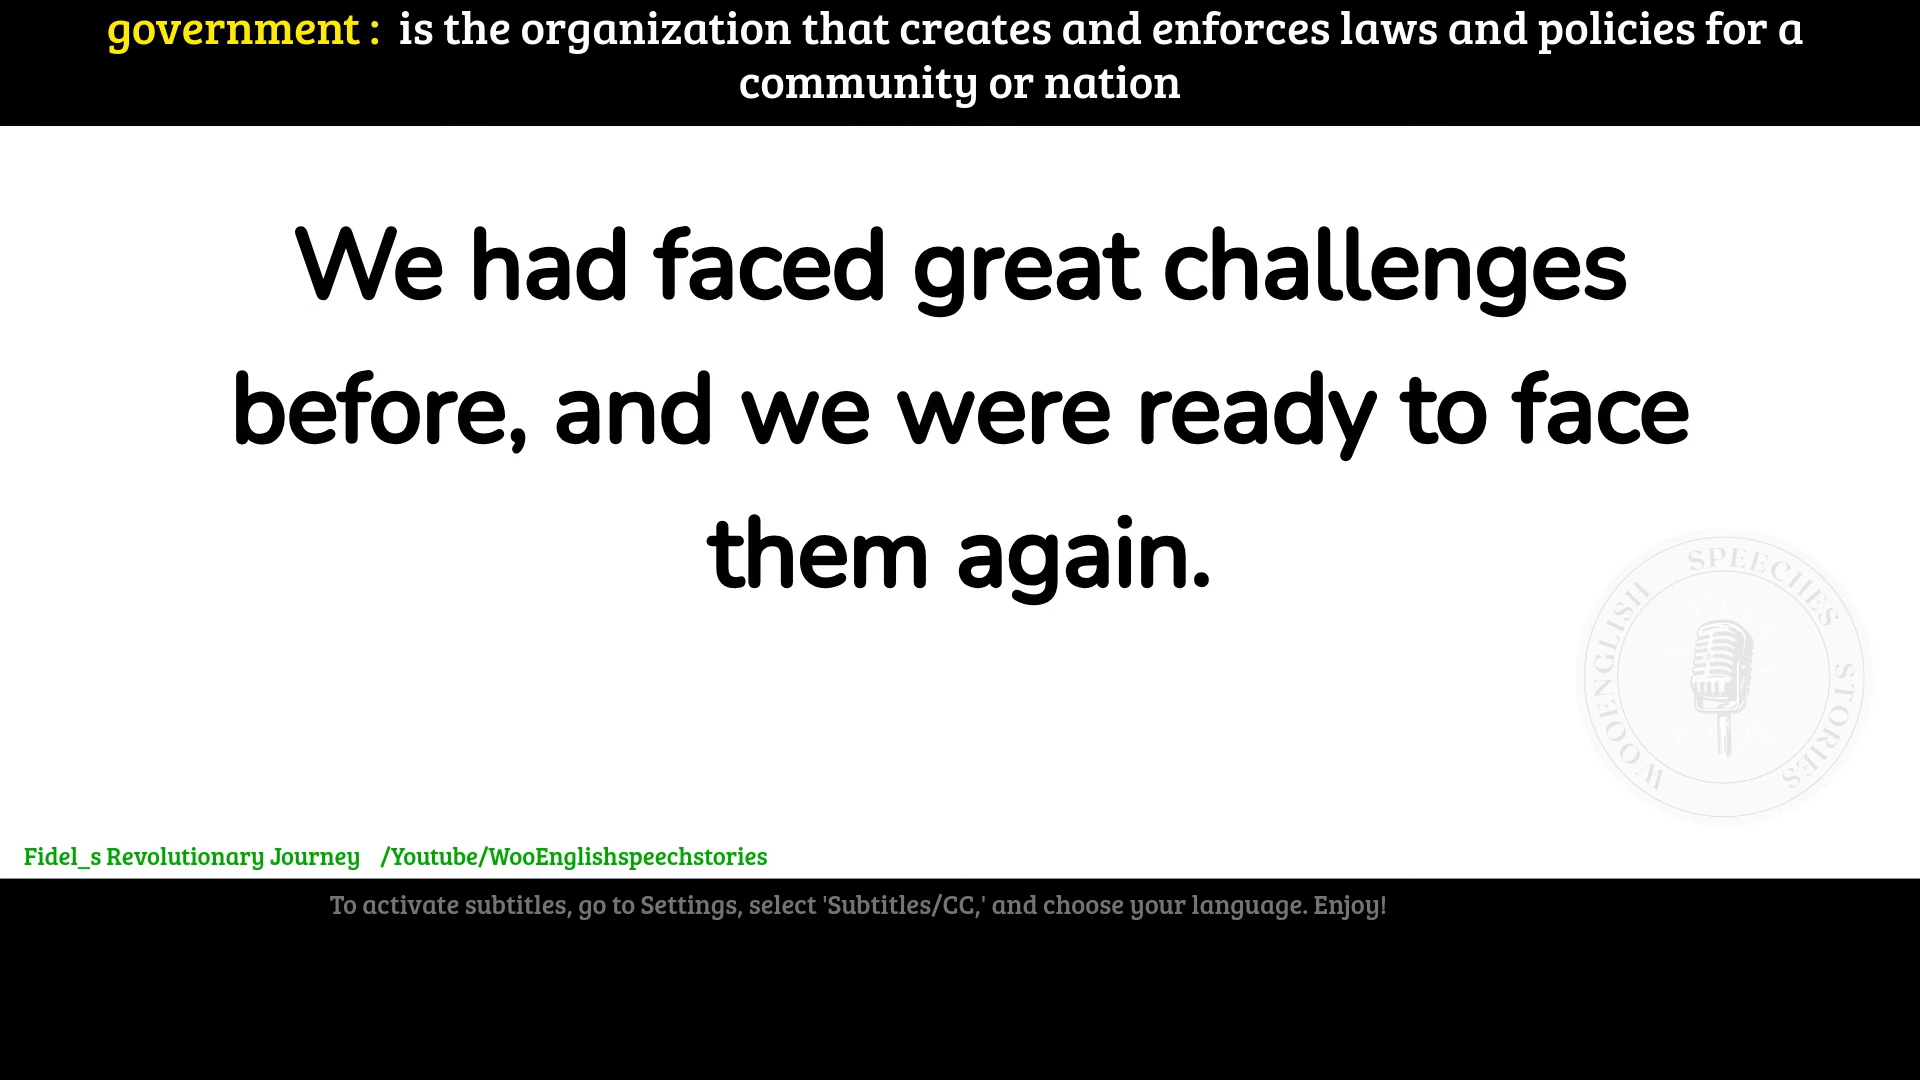 government :  is the organization that creates and enforces laws and policies for a
community or nation
We had faced great challenges
before, and we were ready to face
them again.
WOOENGLISH SPEECHES STORIES
Fidel_s Revolutionary Journey /Youtube/WooEnglishspeechstories
To activate subtitles, go to Settings, select 'Subtitles/CC,' and choose your language. Enjoy!